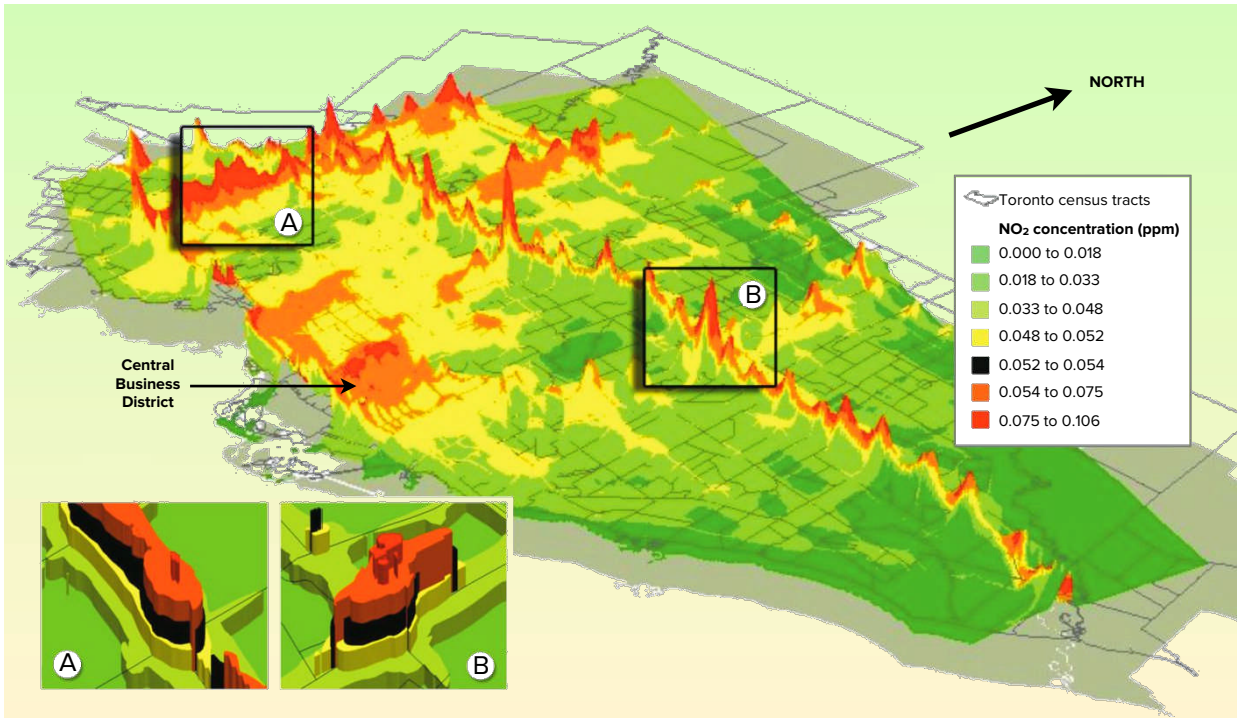 NORTH
Toronto census tracts
NO₂ concentration (ppm)
0.000 to 0.018
0.018 to 0.033
0.033 to 0.048
0.048 to 0.052
0.052 to 0.054
0.054 to 0.075
0.075 to 0.106
A
B
Central
Business
District
A
B